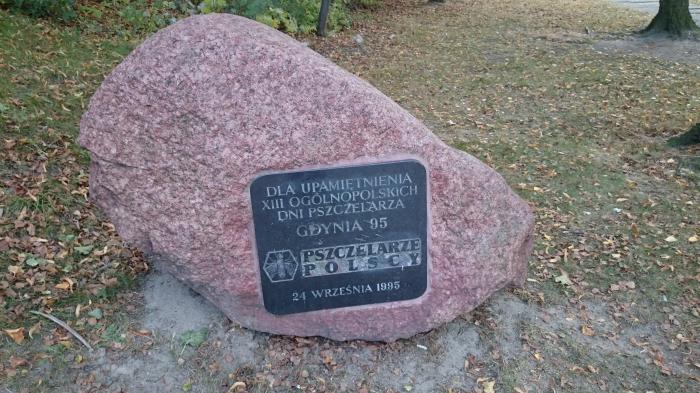 DLA UPAMIĘTNIENIA
XIII OGÓLNOPOLSKICH
DNI PSZCZELARZA
GDYNIA 95
PSZCZELARZE
POLSCY
24 WRZEŚNIA 1995